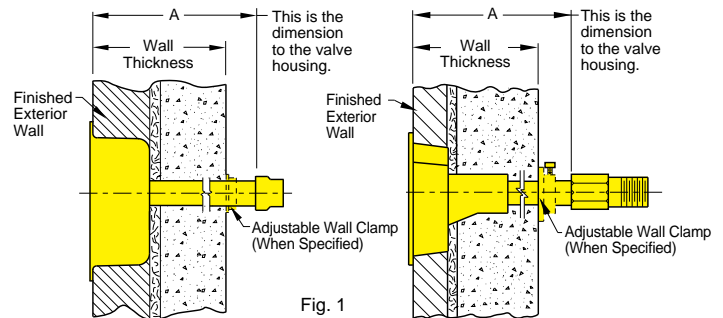 A
This is the
dimension
to the valve
housing.
Wall
Thickness
Finished
Exterior
Wall
Adjustable Wall Clamp
(When Specified)
A
This is the
dimension
to the valve
housing.
Wall
Thickness
Finished
Exterior
Wall
Adjustable Wall Clamp
(When Specified)
Fig. 1